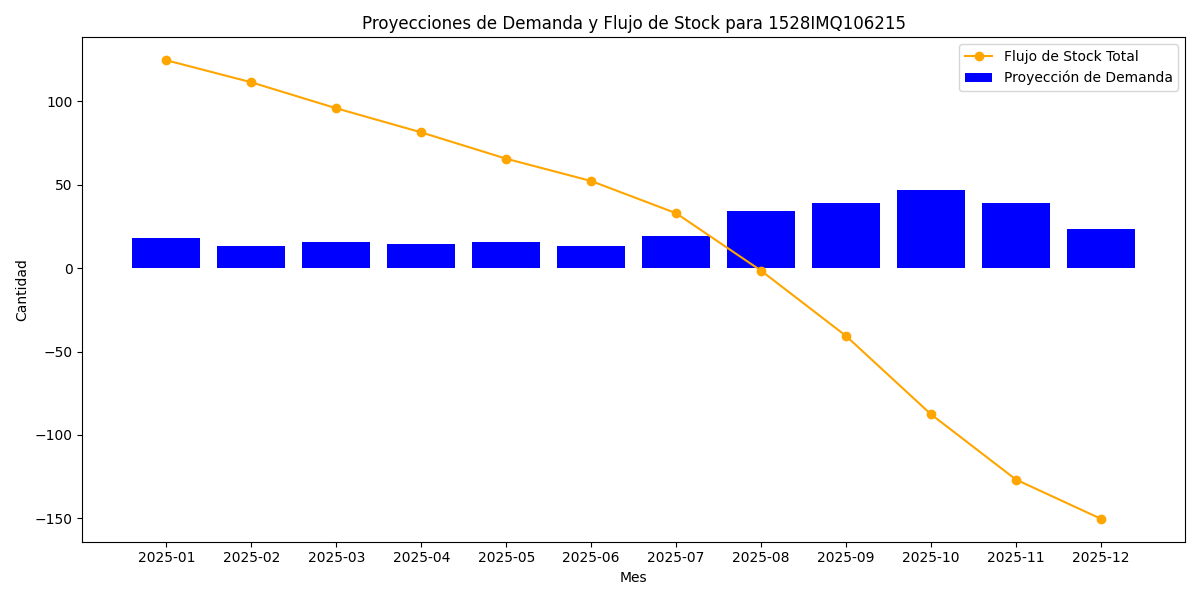 Proyecciones de Demanda y Flujo de Stock para 1528IMQ106215
Flujo de Stock Total
Proyección de Demanda
Cantidad
100
50
0
−50
−100
−150
2025-01 2025-02 2025-03 2025-04 2025-05 2025-06 2025-07 2025-08 2025-09 2025-10 2025-11 2025-12
Mes